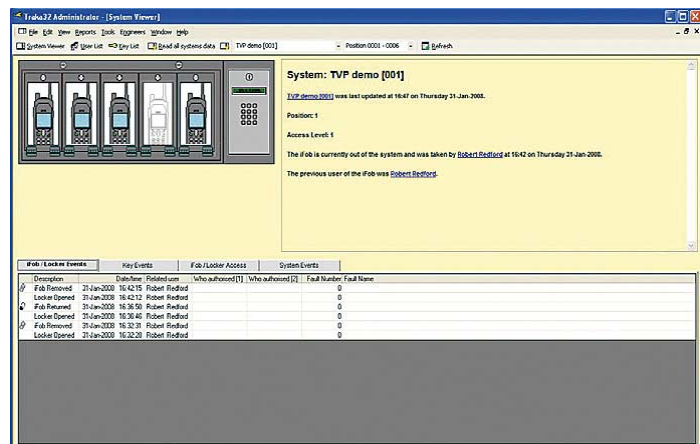 Traka32 Administrator - [System Viewer]
File Edit View Reports Tools Engineers Window Help
System Viewer User List Key List Read all systems data TVP demo [001] Position 0001 - 0006 Refresh
System: TVP demo [001]
TVP demo [001] was last updated at 16:47 on Thursday 31-Jan-2008.
Position: 1
Access Level: 1
The iFob is currently out of the system and was taken by Robert Redford at 16:42 on Thursday 31-Jan-2008.
The previous user of the iFob was Robert Redford.
iFob / Locker Events Key Events iFob / Locker Access System Events
Description Date/time Related user Who authorised [1] Who authorised [2] Fault Number Fault Name
iFob Removed 31-Jan-2008 16:42:15 Robert Redford 0
Locker Opened 31-Jan-2008 16:42:12 Robert Redford 0
iFob Returned 31-Jan-2008 16:36:50 Robert Redford 0
Locker Opened 31-Jan-2008 16:36:46 Robert Redford 0
iFob Removed 31-Jan-2008 16:32:31 Robert Redford 0
Locker Opened 31-Jan-2008 16:32:28 Robert Redford 0